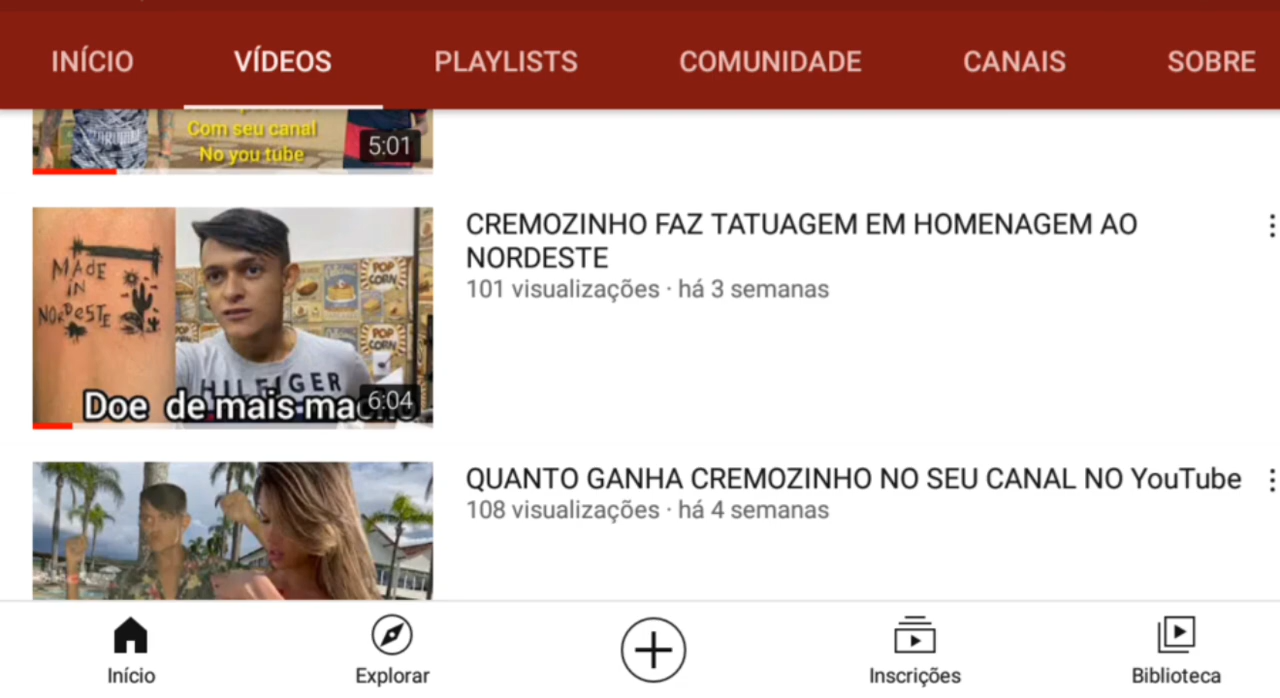 INÍCIO VÍDEOS PLAYLISTS COMUNIDADE CANAIS SOBRE
Com seu canal
No you tube
5:01
CREMOZINHO FAZ TATUAGEM EM HOMENAGEM AO
NORDESTE
101 visualizações · há 3 semanas
MADE
iN
NORDESTE
POP
CORN
POP
CORN
HILFIGER
Doe de mais
6:04
QUANTO GANHA CREMOZINHO NO SEU CANAL NO YouTube
108 visualizações · há 4 semanas
Início Explorar Inscrições Biblioteca